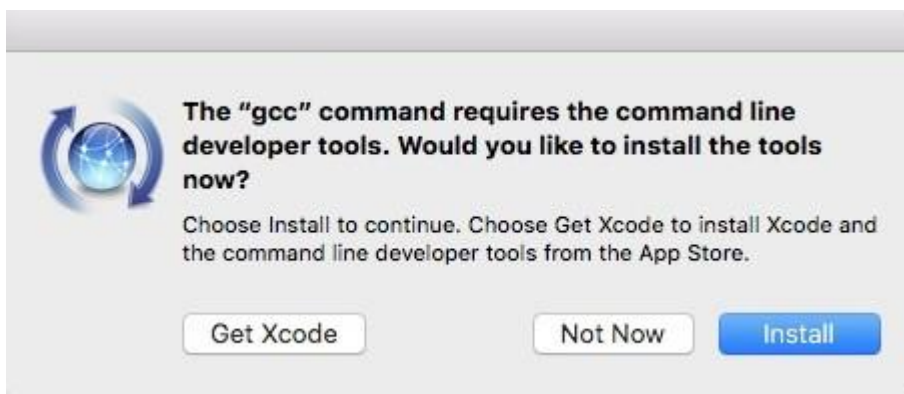 The “gcc” command requires the command line
developer tools. Would you like to install the tools
now?
Choose Install to continue. Choose Get Xcode to install Xcode and
the command line developer tools from the App Store.
Get Xcode
Not Now
Install